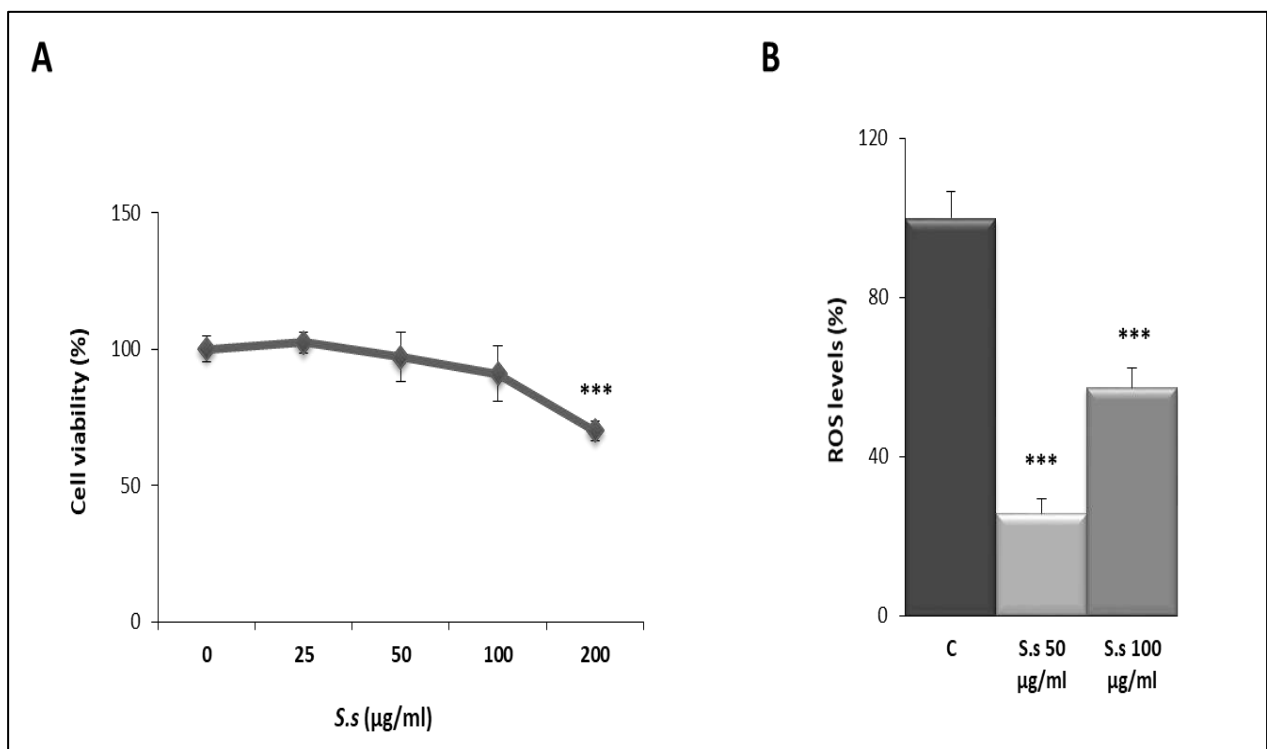 A
150
100
50
0
Cell viability (%)
***
0 25 50 100 200
S.s (µg/ml)
B
120
80
40
0
ROS levels (%)
***
***
C
S.s 50
µg/ml
S.s 100
µg/ml